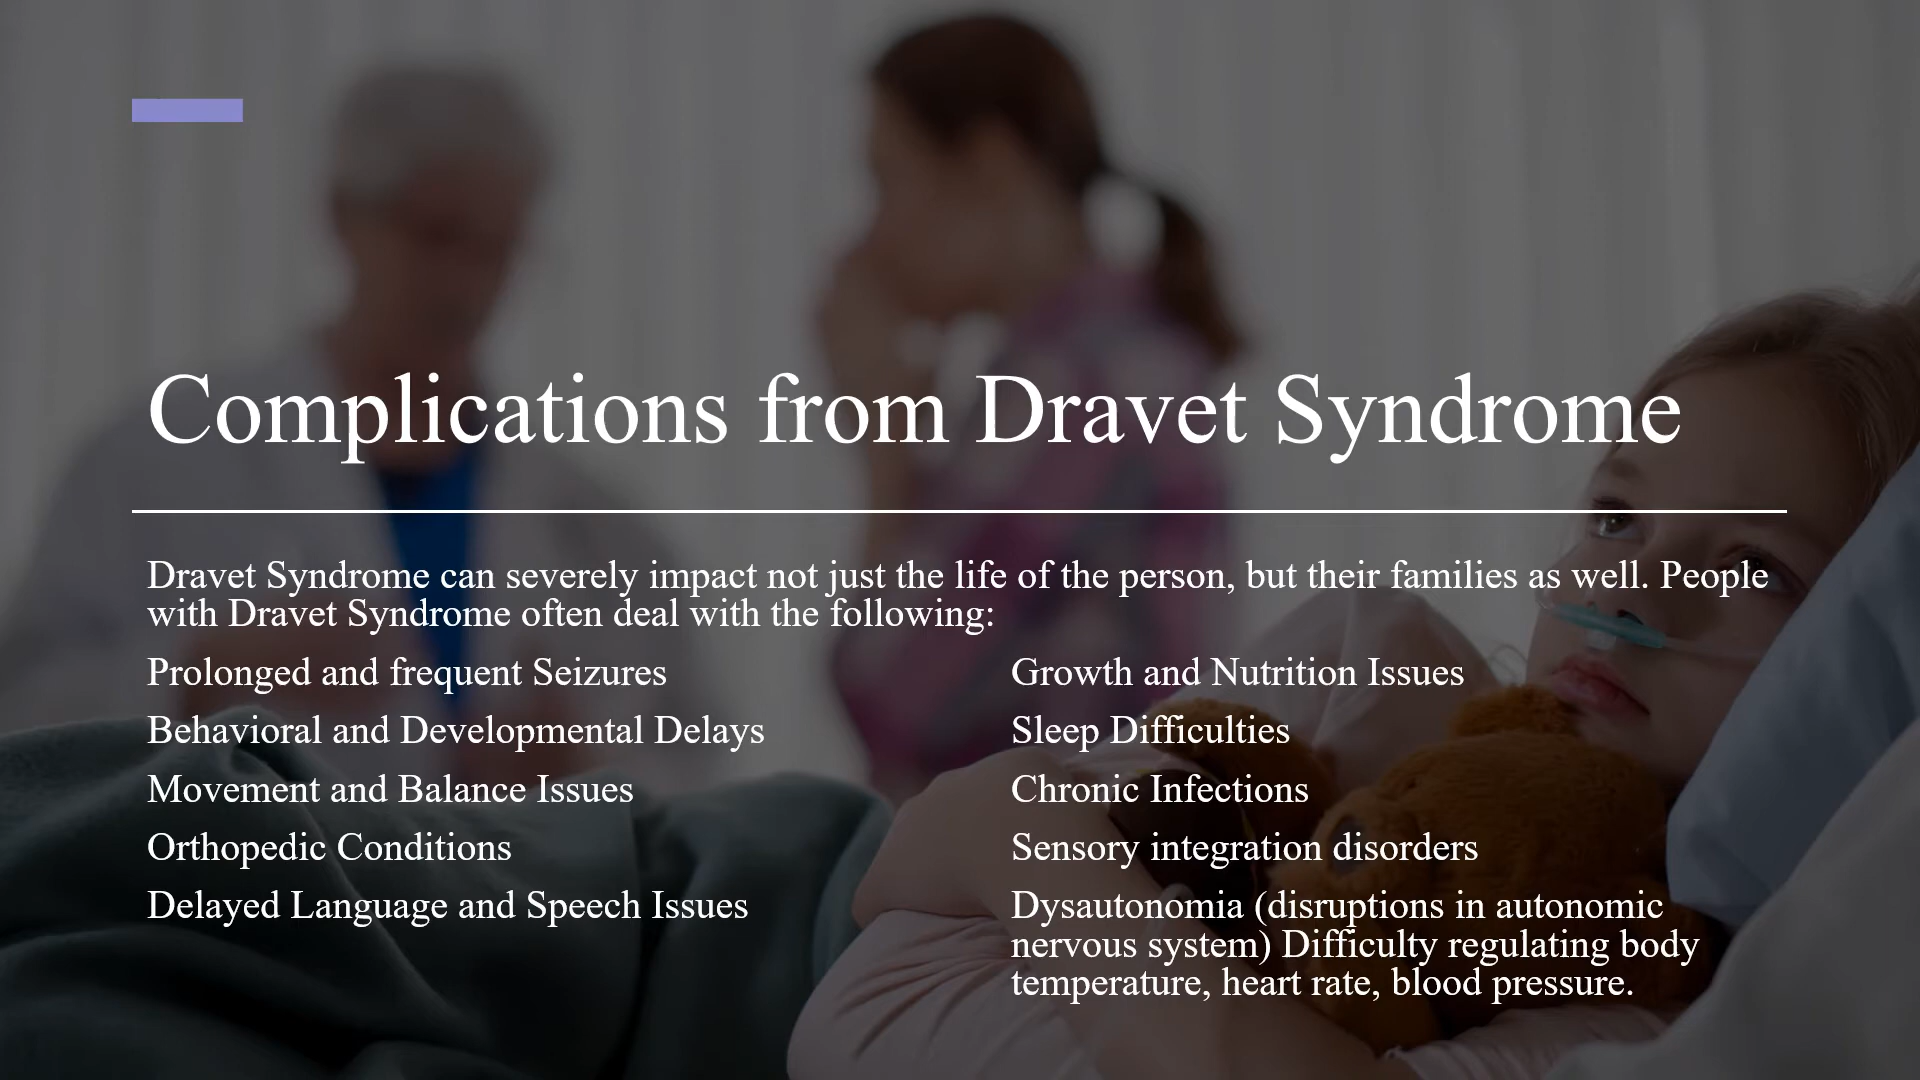 Complications from Dravet Syndrome
Dravet Syndrome can severely impact not just the life of the person, but their families as well. People
with Dravet Syndrome often deal with the following:
Prolonged and frequent Seizures
Behavioral and Developmental Delays
Movement and Balance Issues
Orthopedic Conditions
Delayed Language and Speech Issues
Growth and Nutrition Issues
Sleep Difficulties
Chronic Infections
Sensory integration disorders
Dysautonomia (disruptions in autonomic
nervous system) Difficulty regulating body
temperature, heart rate, blood pressure.